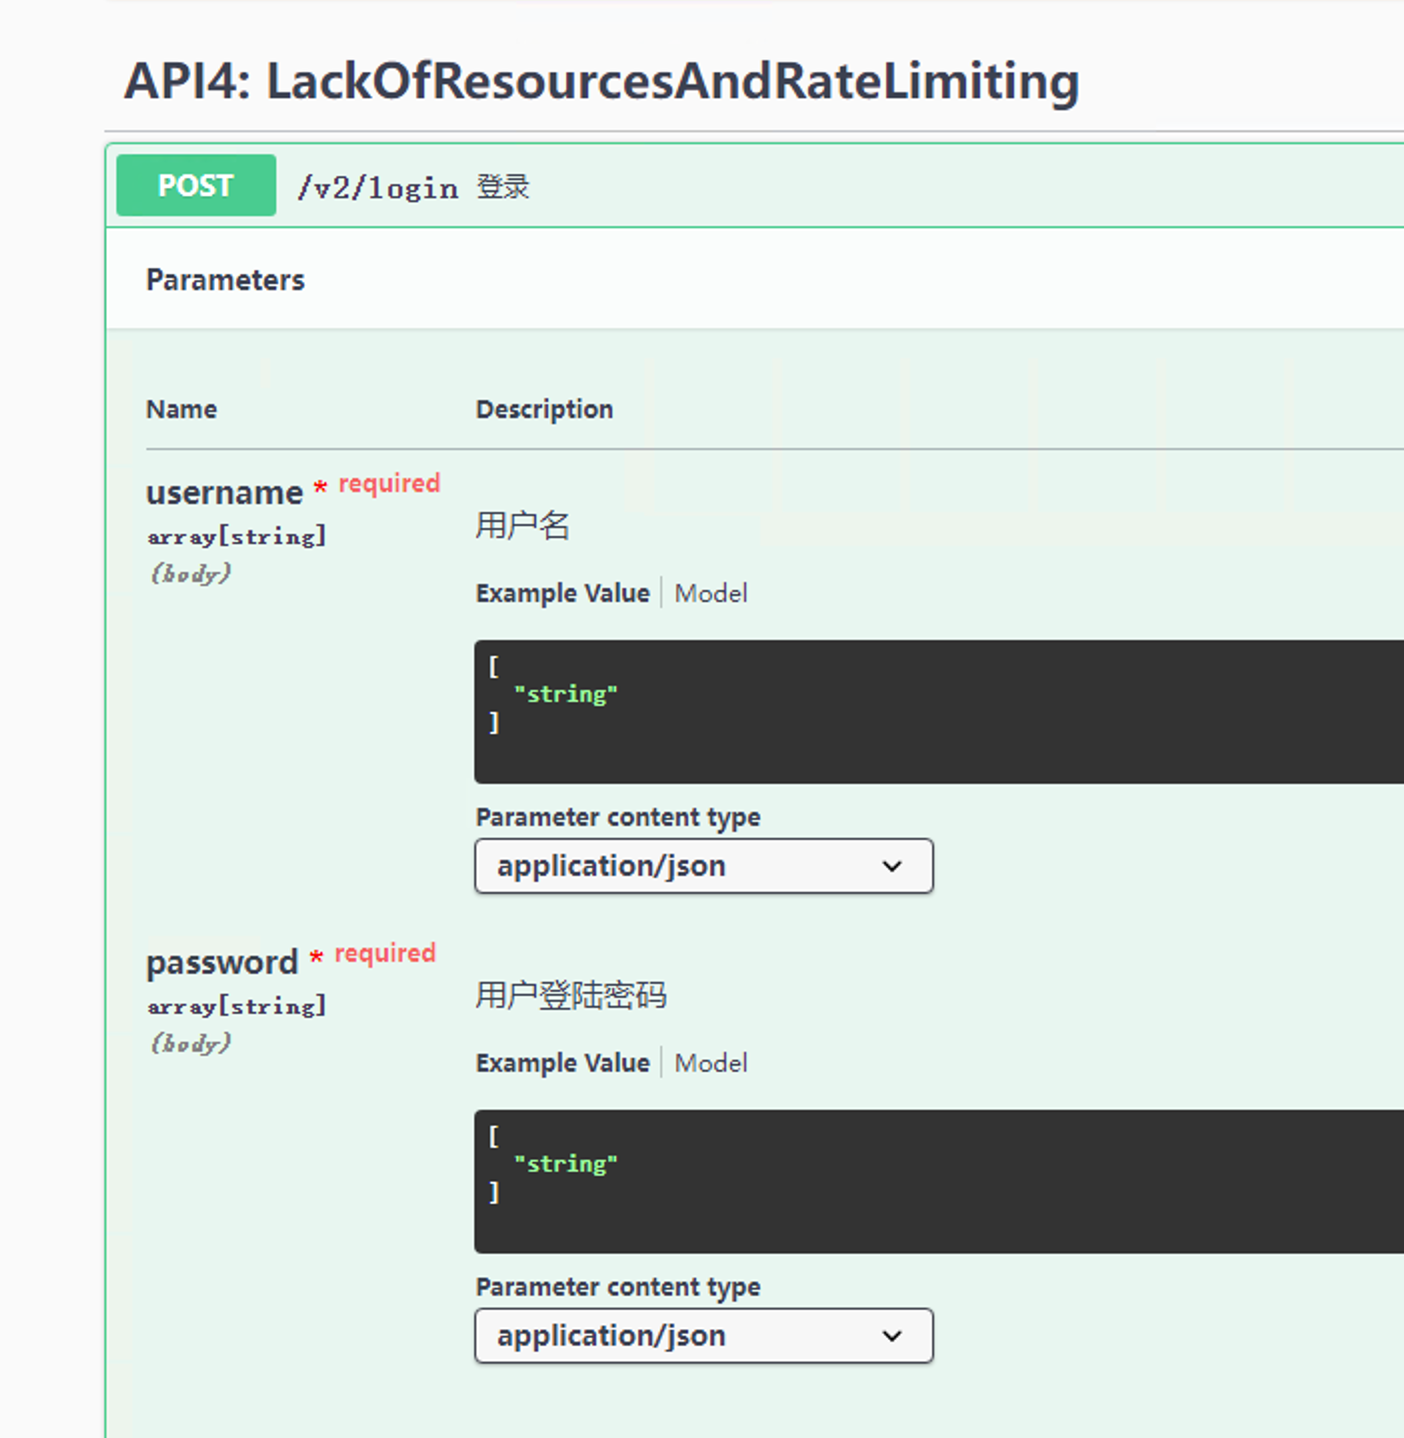 API4: LackOfResourcesAndRateLimiting
POST /v2/login 登录
Parameters
Name Description
username * required
array[string]
(body)
用户名
Example Value Model
[
"string"
]
Parameter content type
application/json
password * required
array[string]
(body)
用户登陆密码
Example Value Model
[
"string"
]
Parameter content type
application/json